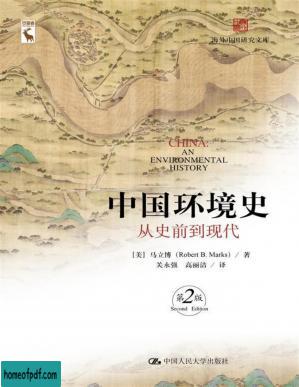 海外中国研究文库
CHINA:
AN
ENVIRONMENTAL
HISTORY
中国环境史
从史前到现代
[美] 马立博 (Robert B. Marks) 著
关永强 高丽洁 译
第2版
Second Edition
中国人民大学出版社
homeofpdf.com